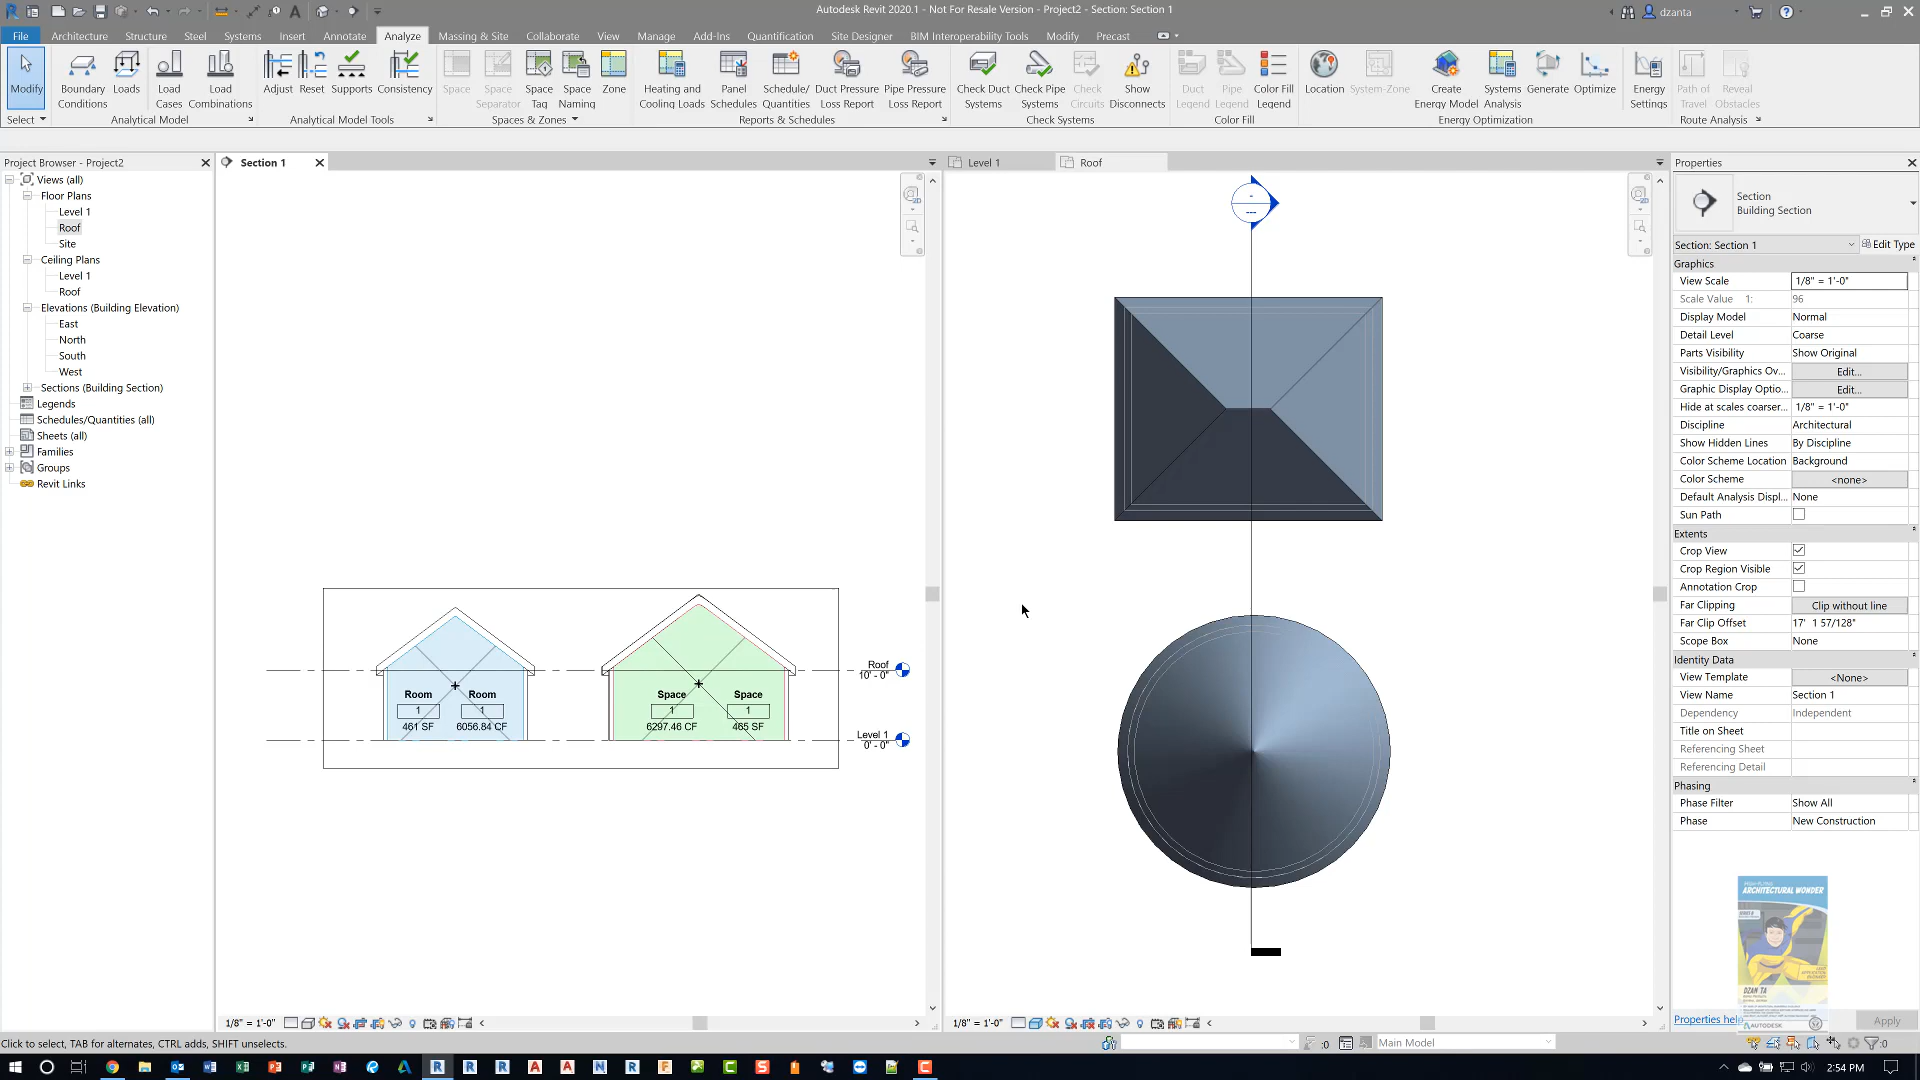 Autodesk Revit 2020.1 - Not For Resale Version - Project2 - Section: Section 1
dzanta
File Architecture Structure Steel Systems Insert Annotate Analyze Massing & Site Collaborate View Manage Add-Ins Quantification Site Designer BIM Interoperability Tools Modify Precast
Modify
Boundary Conditions
Loads
Load Cases
Load Combinations
Adjust
Reset
Supports
Consistency
Space
Space Separator
Space Tag
Space Naming
Zone
Heating and Cooling Loads
Panel Schedules
Schedule/ Quantities
Duct Pressure Loss Report
Pipe Pressure Loss Report
Check Duct Systems
Check Pipe Systems
Check Circuits
Show Disconnects
Duct Legend
Pipe Legend
Color Fill Legend
Location
System-Zone
Create Energy Model
Systems Analysis
Generate
Optimize
Energy Settings
Path of Travel
Reveal Obstacles
Select Analytical Model Analytical Model Tools Spaces & Zones Reports & Schedules Check Systems Color Fill Energy Optimization Route Analysis
Project Browser - Project2
Views (all)
Floor Plans
Level 1
Roof
Site
Ceiling Plans
Level 1
Roof
Elevations (Building Elevation)
East
North
South
West
Sections (Building Section)
Legends
Schedules/Quantities (all)
Sheets (all)
Families
Groups
Revit Links
Section 1
Room Room
1 1
461 SF 6056.84 CF
Space Space
1 1
6297.46 CF 465 SF
Roof
10' - 0"
Level 1
0' - 0"
1/8" = 1'-0"
Level 1 Roof
1/8" = 1'-0"
Properties
Section
Building Section
Section: Section 1 Edit Type
Graphics
View Scale 1/8" = 1'-0"
Scale Value 1: 96
Display Model Normal
Detail Level Coarse
Parts Visibility Show Original
Visibility/Graphics Ov... Edit...
Graphic Display Optio... Edit...
Hide at scales coarser... 1/8" = 1'-0"
Discipline Architectural
Show Hidden Lines By Discipline
Color Scheme Location Background
Color Scheme <none>
Default Analysis Displ... None
Sun Path
Extents
Crop View
Crop Region Visible
Annotation Crop
Far Clipping Clip without line
Far Clip Offset 17' 1 57/128"
Scope Box None
Identity Data
View Template <None>
View Name Section 1
Dependency Independent
Title on Sheet
Referencing Sheet
Referencing Detail
Phasing
Phase Filter Show All
Phase New Construction
ARCHITECTURAL WONDER
DZAN TA
AUTODESK
Properties help
Apply
Click to select, TAB for alternates, CTRL adds, SHIFT unselects.
:0
Main Model
:0
2:54 PM